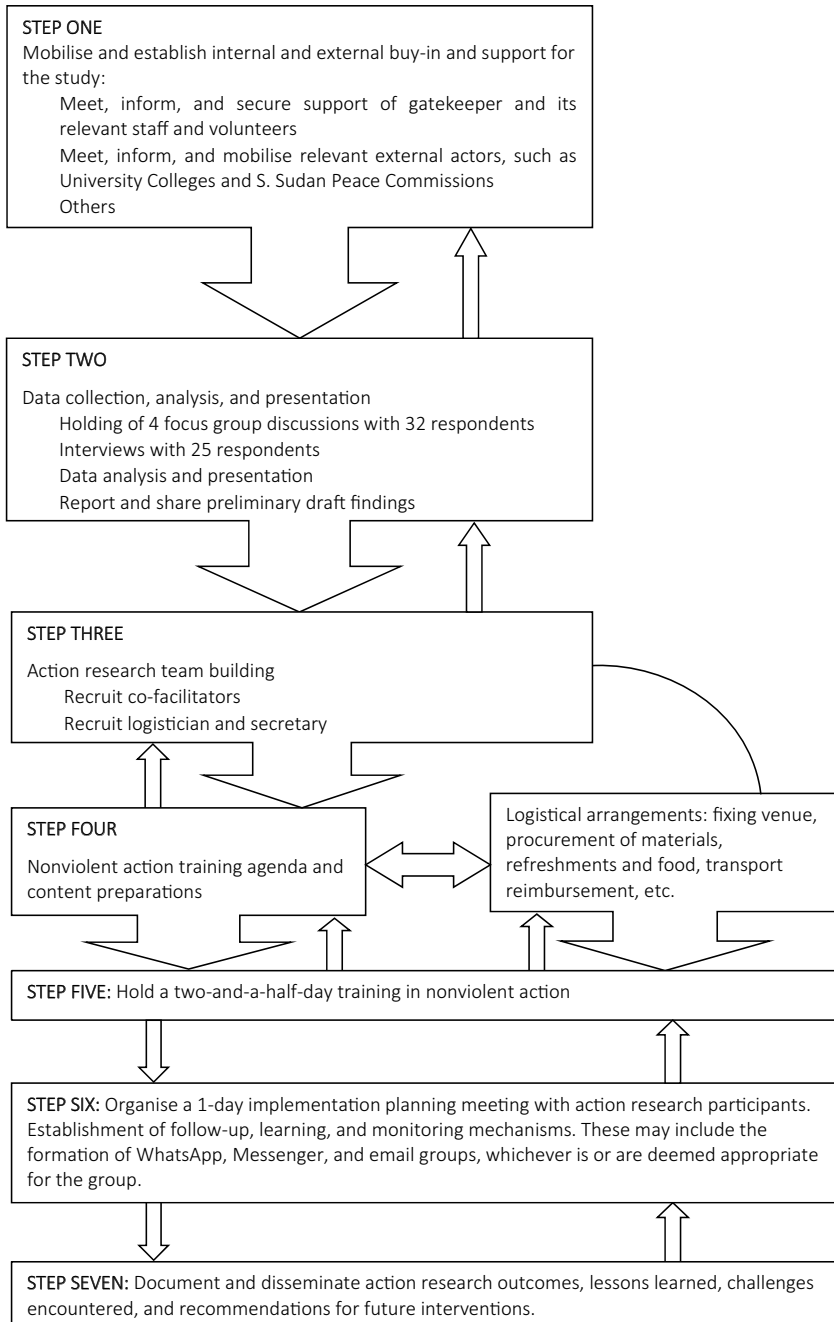 STEP ONE
Mobilise and establish internal and external buy-in and support for
the study:
Meet, inform, and secure support of gatekeeper and its
relevant staff and volunteers
Meet, inform, and mobilise relevant external actors, such as
University Colleges and S. Sudan Peace Commissions
Others
STEP TWO
Data collection, analysis, and presentation
Holding of 4 focus group discussions with 32 respondents
Interviews with 25 respondents
Data analysis and presentation
Report and share preliminary draft findings
STEP THREE
Action research team building
Recruit co-facilitators
Recruit logistician and secretary
STEP FOUR
Nonviolent action training agenda and
content preparations
Logistical arrangements: fixing venue,
procurement of materials,
refreshments and food, transport
reimbursement, etc.
STEP FIVE: Hold a two-and-a-half-day training in nonviolent action
STEP SIX: Organise a 1-day implementation planning meeting with action research participants.
Establishment of follow-up, learning, and monitoring mechanisms. These may include the
formation of WhatsApp, Messenger, and email groups, whichever is or are deemed appropriate
for the group.
STEP SEVEN: Document and disseminate action research outcomes, lessons learned, challenges
encountered, and recommendations for future interventions.